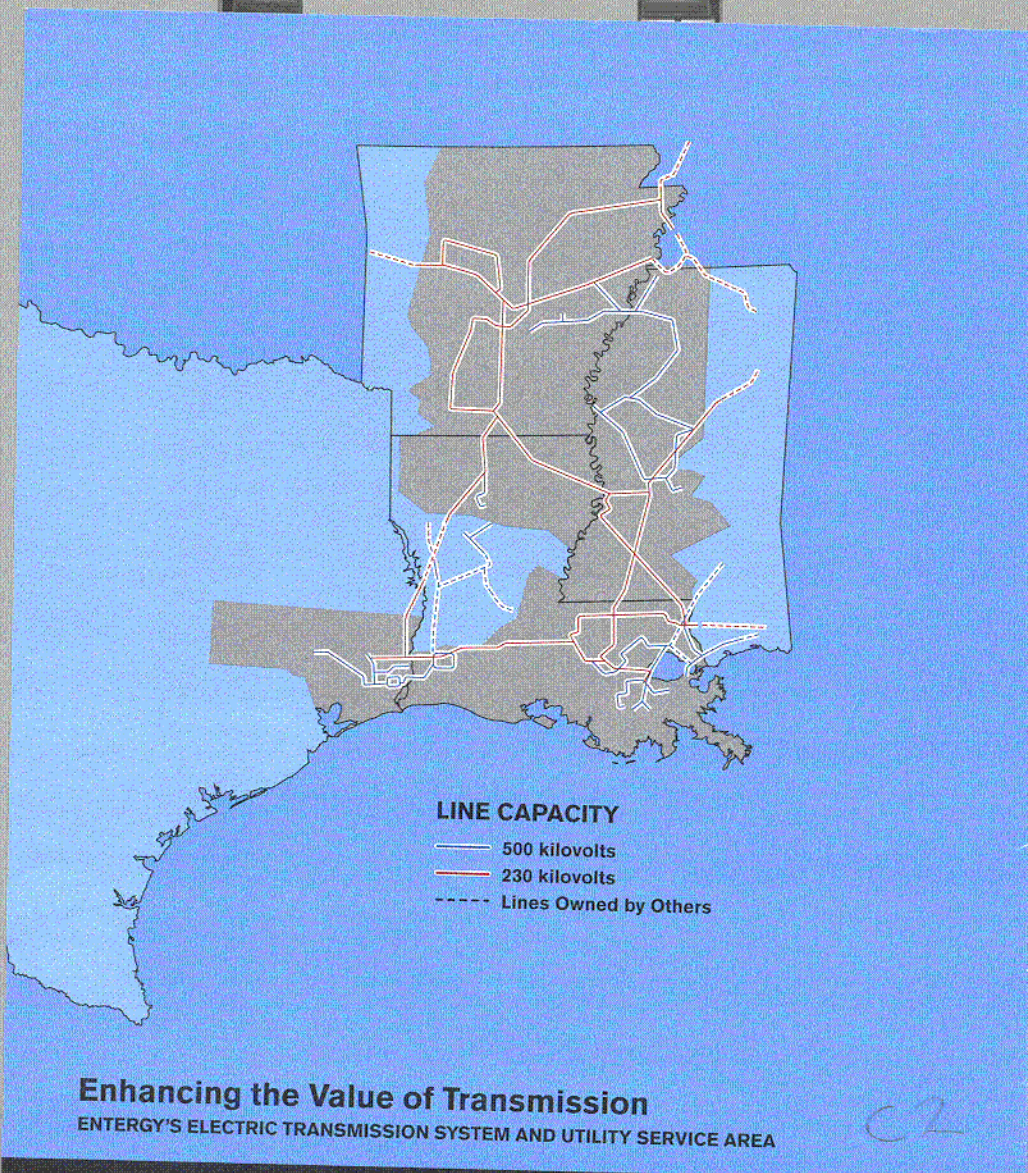 LINE CAPACITY
500 kilovolts
230 kilovolts
Lines Owned by Others
Enhancing the Value of Transmission
ENTERGY'S ELECTRIC TRANSMISSION SYSTEM AND UTILITY SERVICE AREA
C2